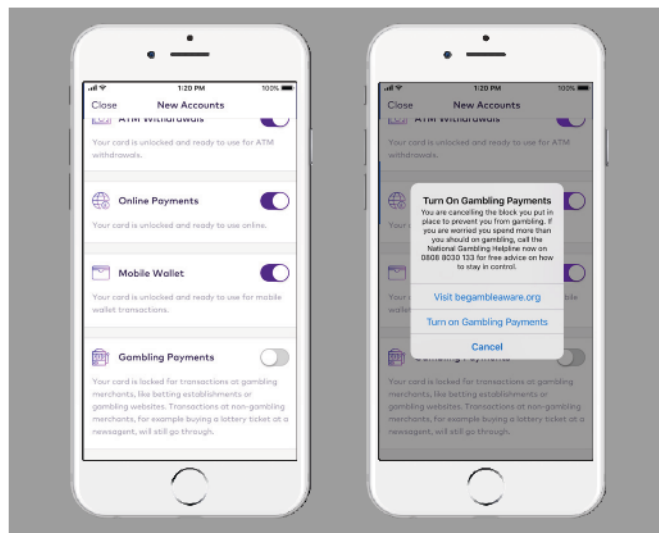 1:20 PM
100%
Close
New Accounts
ATM Withdrawals
Your card is unlocked and ready to use for ATM
withdrawals.
Online Payments
Your card is unlocked and ready to use online.
Mobile Wallet
Your card is unlocked and ready to use for mobile
wallet transactions.
Gambling Payments
Your card is locked for transactions at gambling
merchants, like betting establishments or
gambling websites. Transactions at non-gambling
merchants, for example buying a lottery ticket at a
newsagent, will still go through.
1:20 PM
100%
Close
New Accounts
ATM Withdrawals
Your card is unlocked and ready to use for ATM
withdrawals.
Turn On Gambling Payments
You are cancelling the block you put in
place to prevent you from gambling. If
you are worried you spend more than
you should on gambling, call the
National Gambling Helpline now on
0808 8030 133 for free advice on how
to stay in control.
Visit begambleaware.org
Turn on Gambling Payments
Cancel
Gambling Payments
Your card is locked for transactions at gambling
merchants, like betting establishments or
gambling websites. Transactions at non-gambling
merchants, for example buying a lottery ticket at a
newsagent, will still go through.